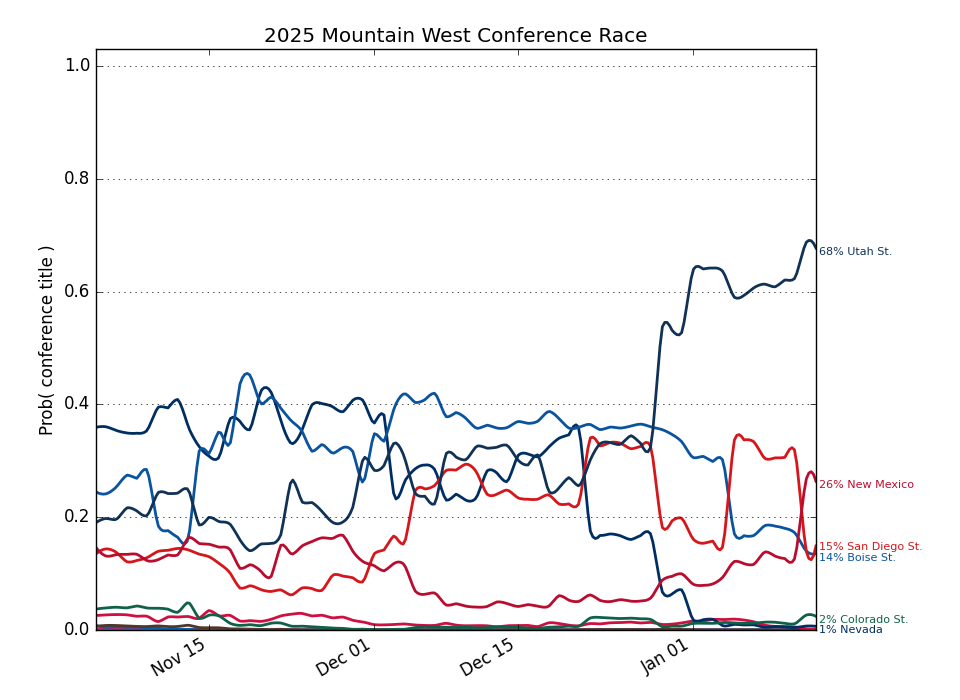 2025 Mountain West Conference Race
1.0
0.8
0.6
0.4
0.2
0.0
Prob( conference title )
68% Utah St.
26% New Mexico
15% San Diego St.
14% Boise St.
2% Colorado St.
1% Nevada
Nov 15
Dec 01
Dec 15
Jan 01